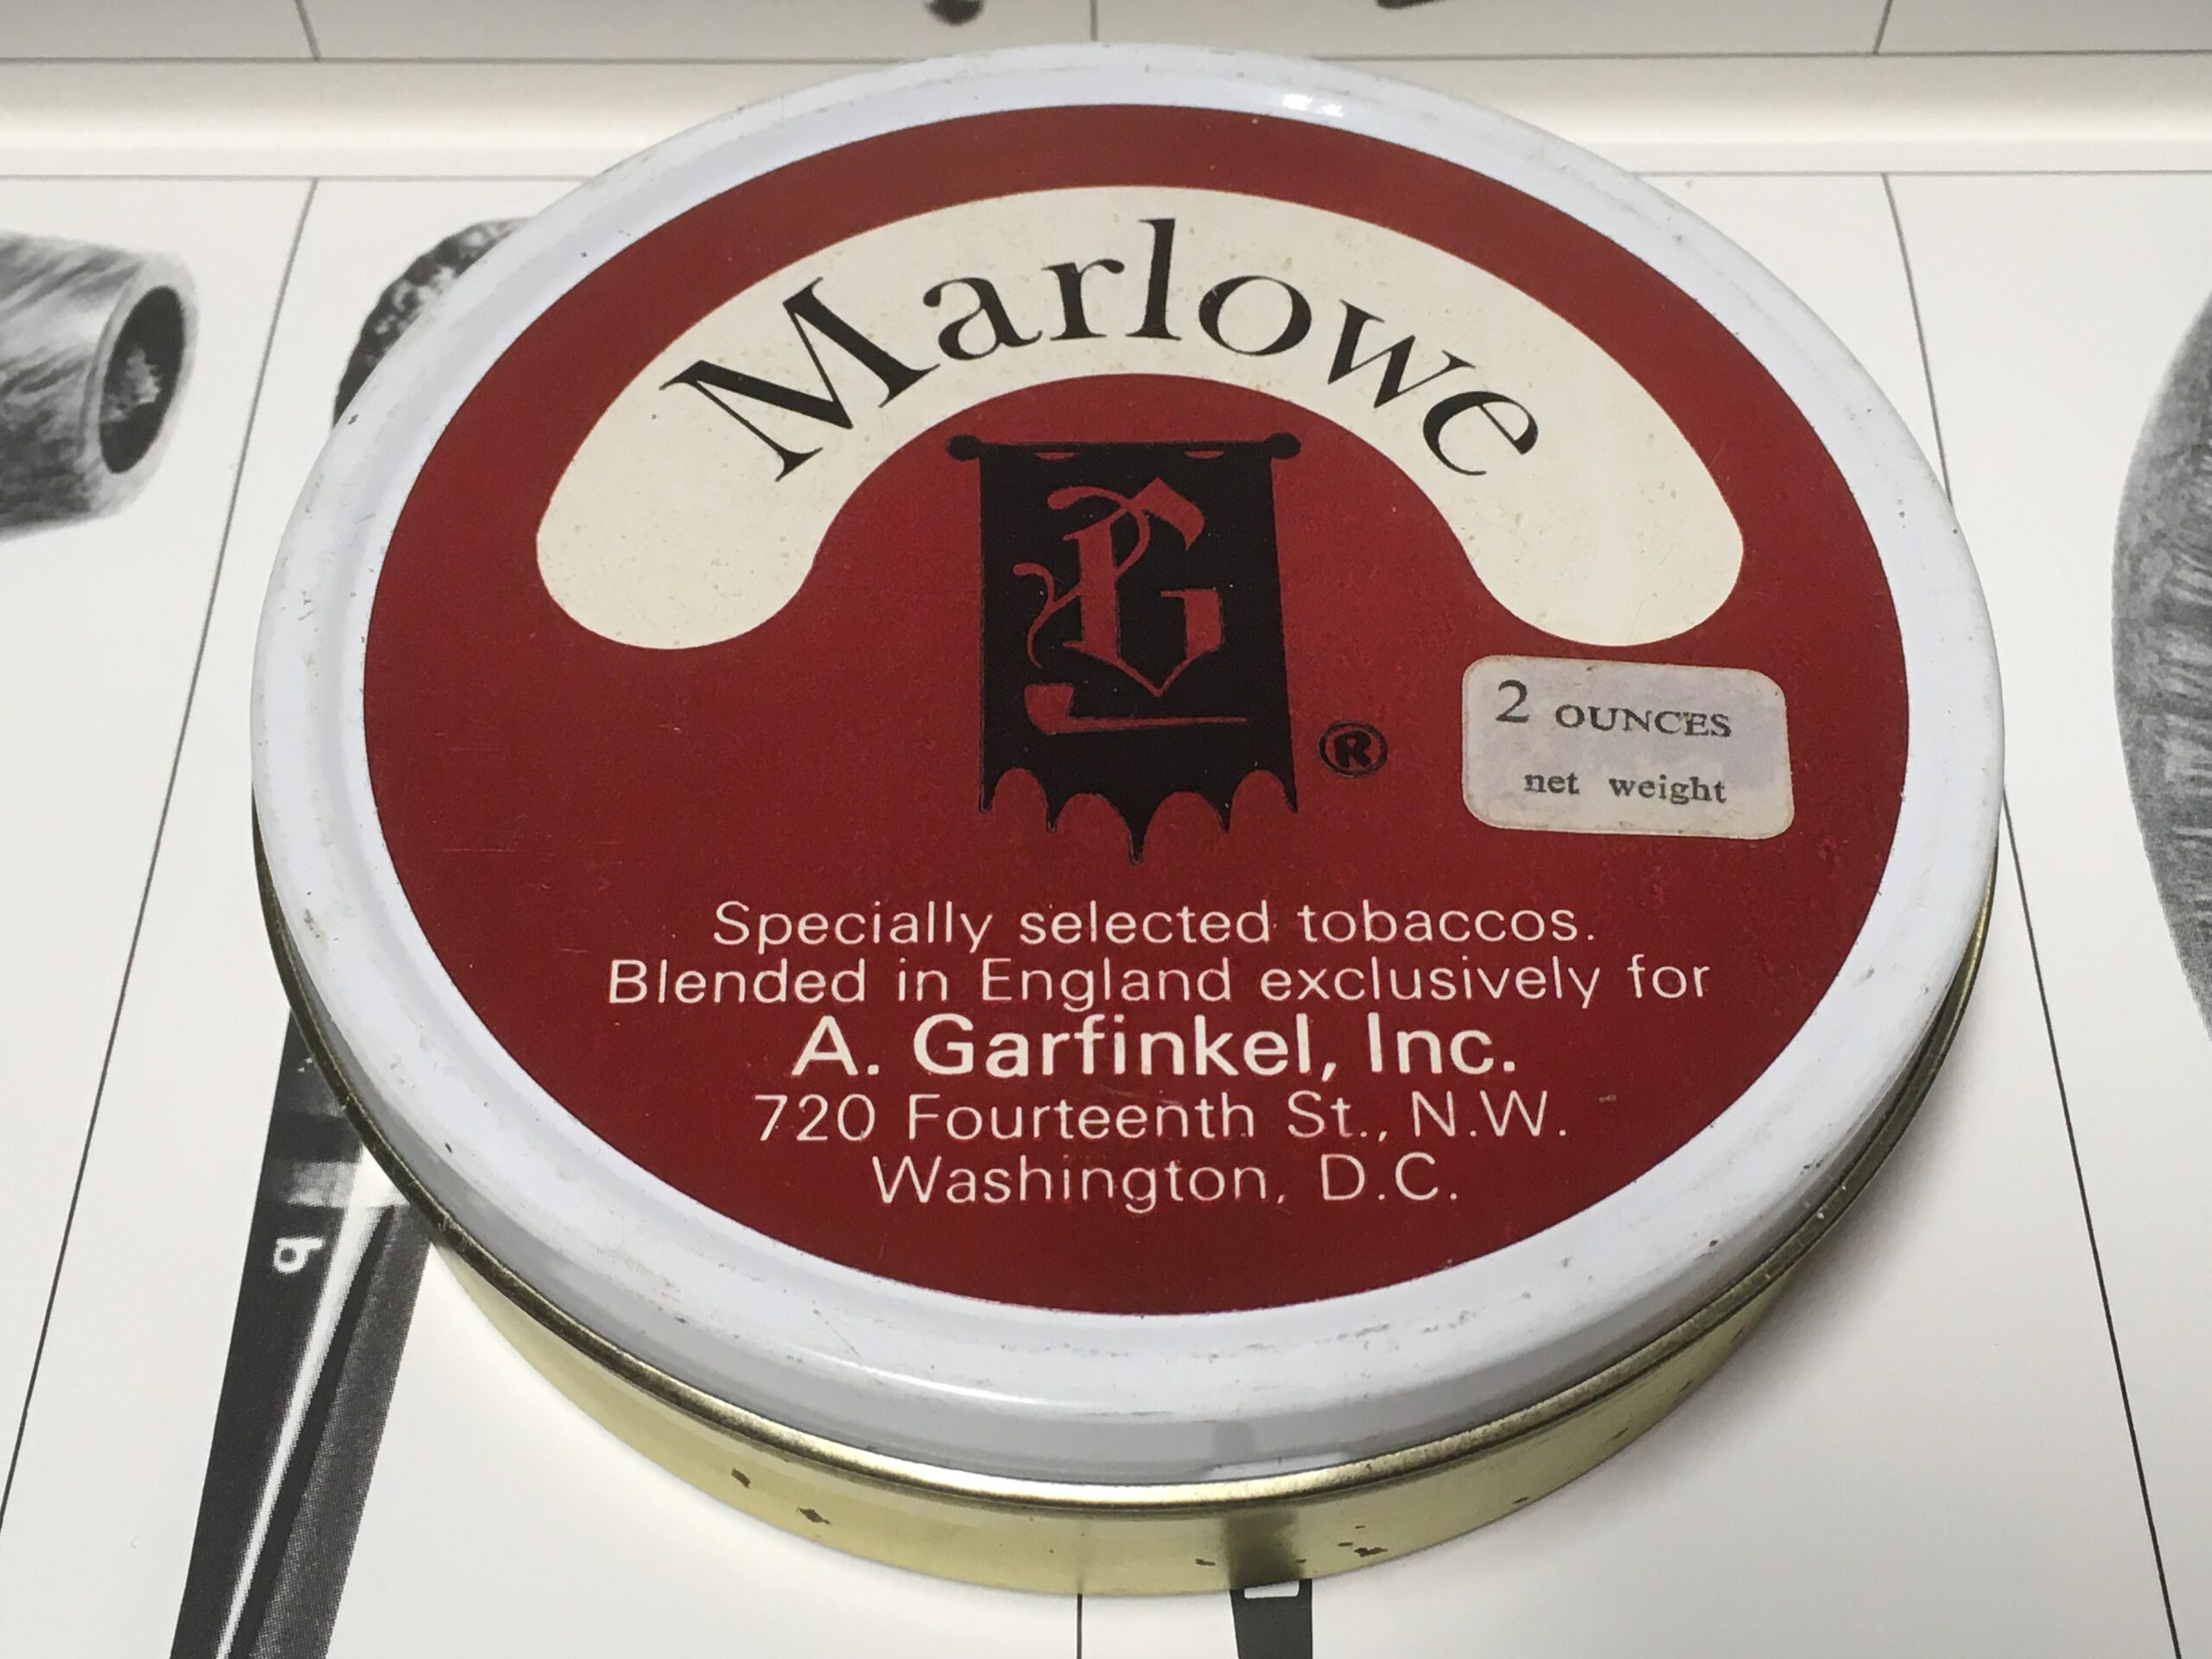 Marlowe
G
®
2 OUNCES
net weight
Specially selected tobaccos.
Blended in England exclusively for
A. Garfinkel, Inc.
720 Fourteenth St., N.W.
Washington, D.C.
b